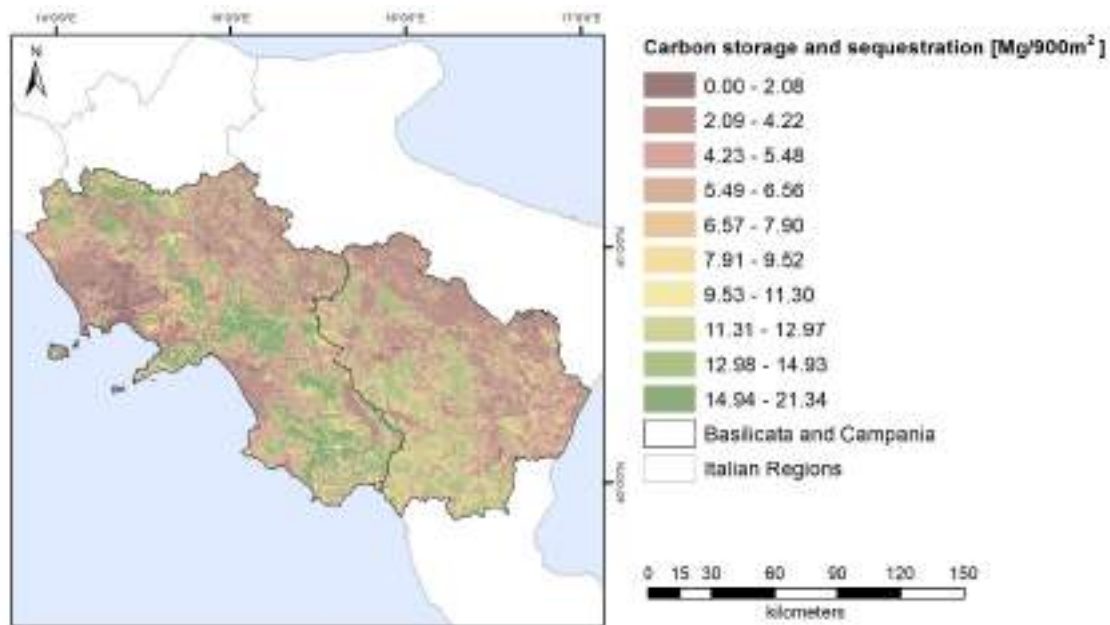 Carbon storage and sequestration [Mg/900m²]
N
0.00 - 2.08
2.09 - 4.22
4.23 - 5.48
5.49 - 6.56
6.57 - 7.90
7.91 - 9.52
9.53 - 11.30
11.31 - 12.97
12.98 - 14.93
14.94 - 21.34
Basilicata and Campania
Italian Regions
0 15 30 60 90 120 150
kilometers